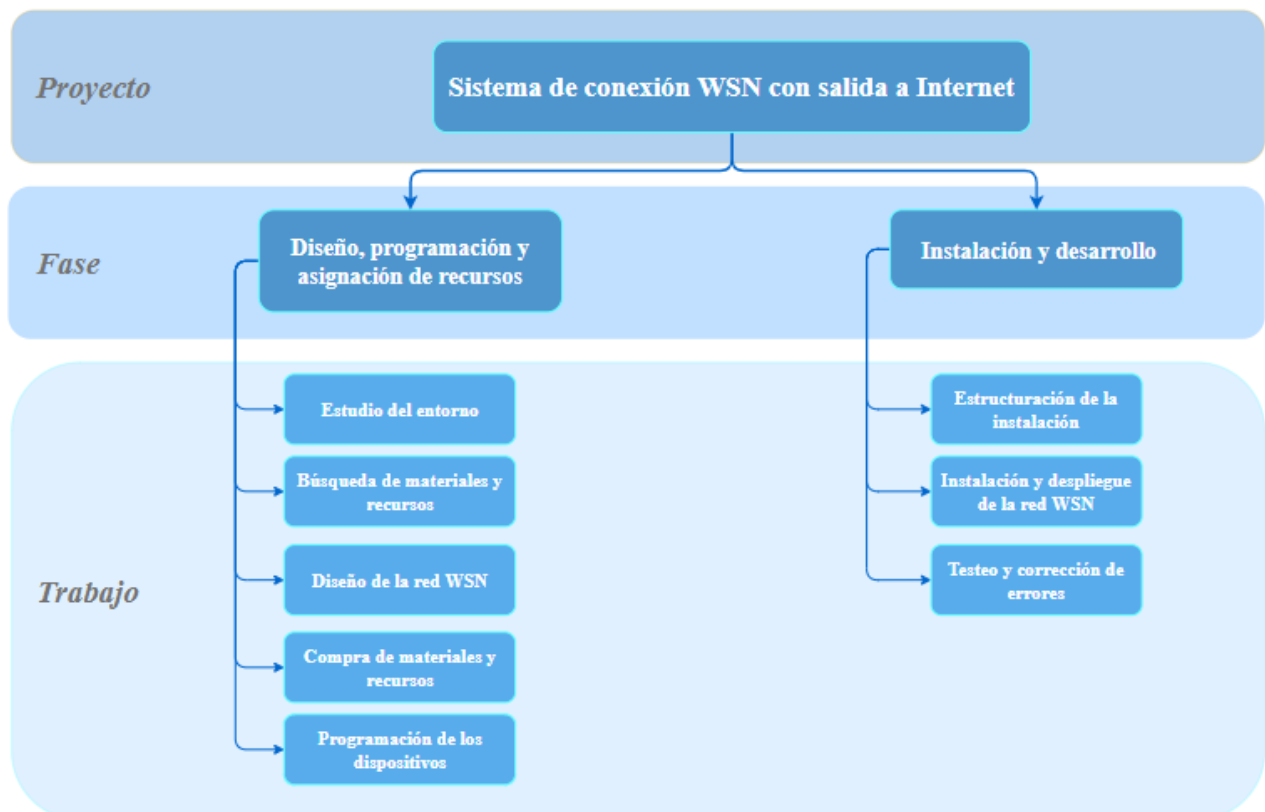 Proyecto
Sistema de conexión WSN con salida a Internet
Fase
Diseño, programación y
asignación de recursos
Instalación y desarrollo
Trabajo
Estudio del entorno
Búsqueda de materiales y
recursos
Diseño de la red WSN
Compra de materiales y
recursos
Programación de los
dispositivos
Estructuración de la
instalación
Instalación y despliegue
de la red WSN
Testeo y corrección de
errores